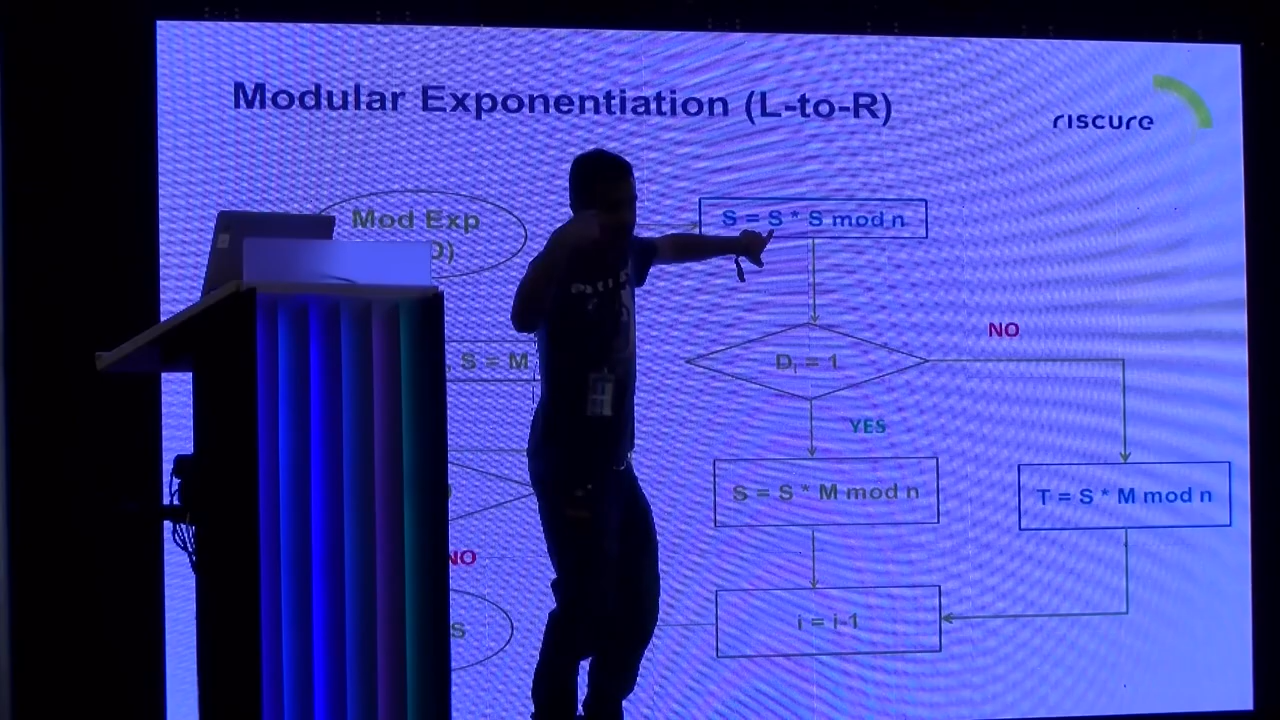 Modular Exponentiation (L-to-R)
riscure
Mod Exp
D)
S = S * S mod n
NO
, S = M
Dᵢ = 1
YES
S = S * M mod n
T = S * M mod n
NO
S
i = i-1